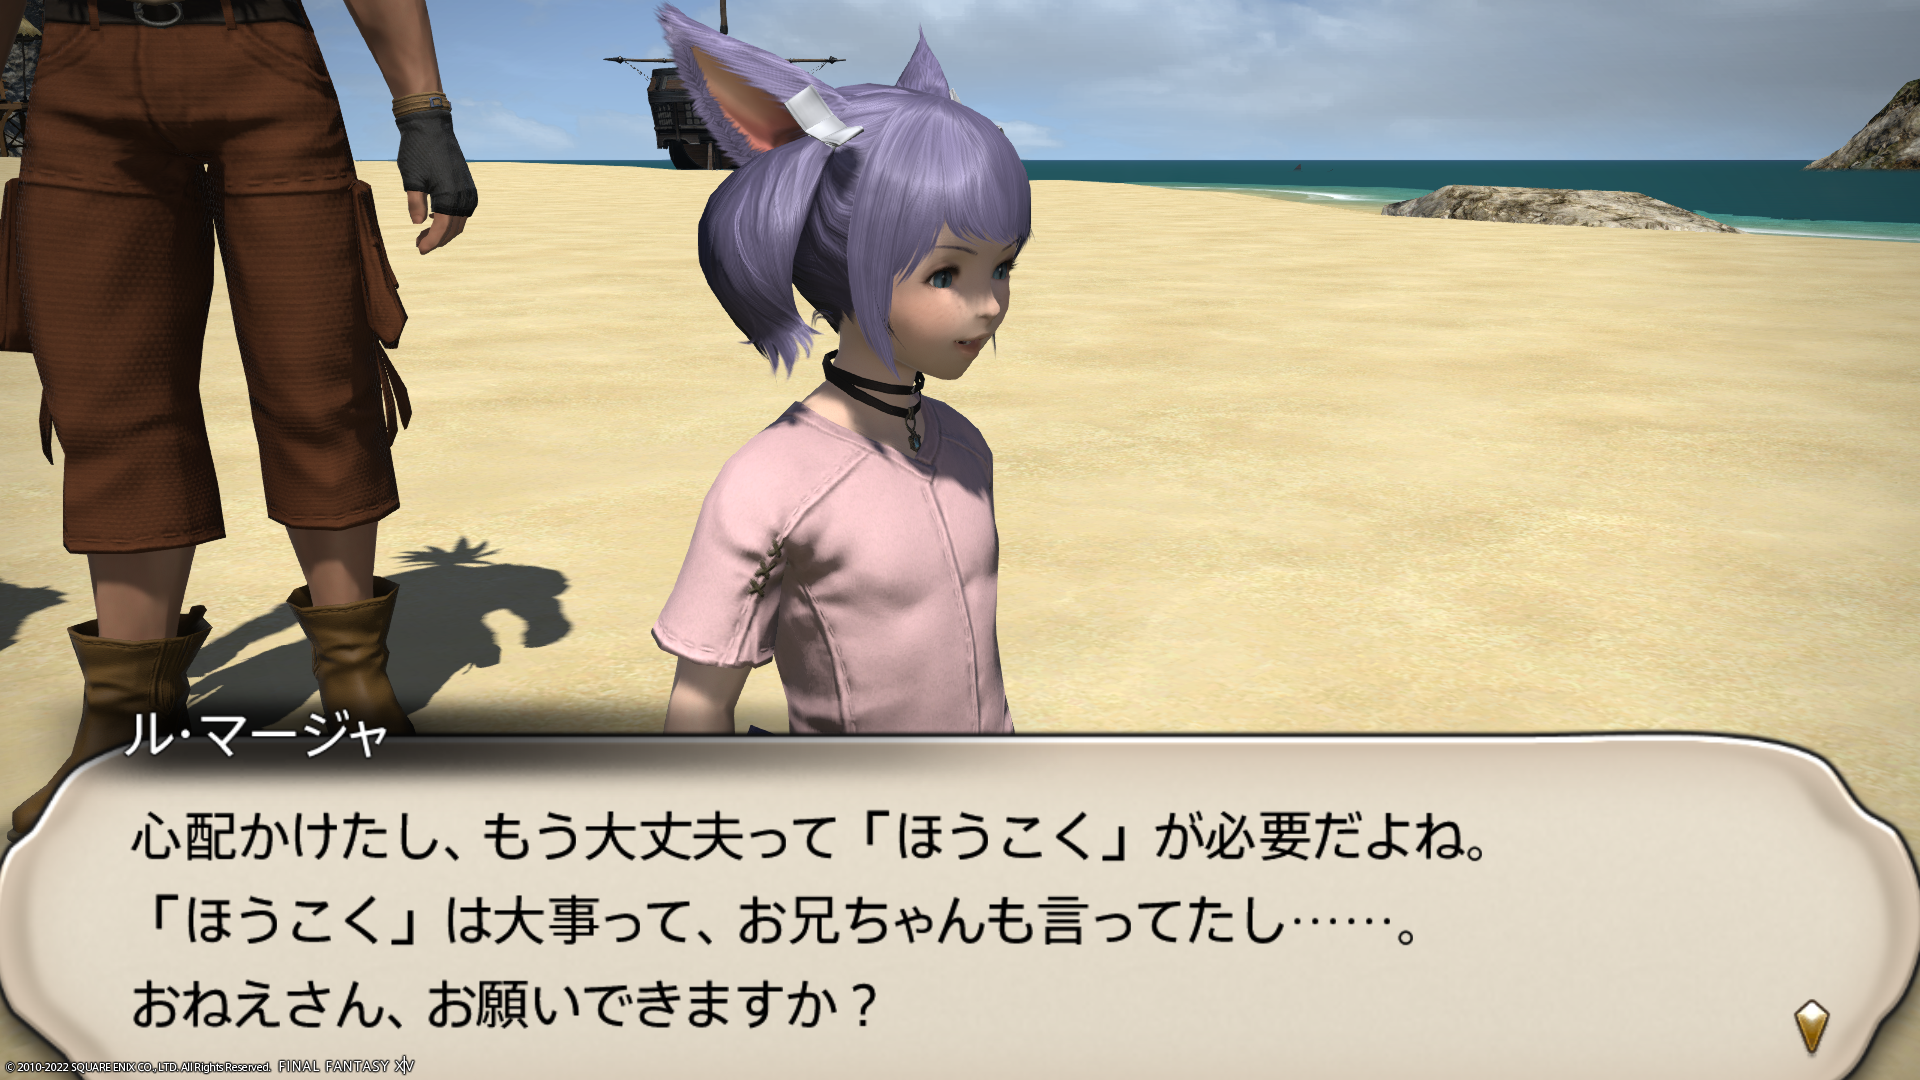 ル・マージャ
心配かけたし、もう大丈夫って「ほうこく」が必要だよね。
「ほうこく」は大事って、お兄ちゃんも言ってたし……。
おねえさん、お願いできますか？
© 2010-2022 SQUARE ENIX CO., LTD. All Rights Reserved. FINAL FANTASY XIV